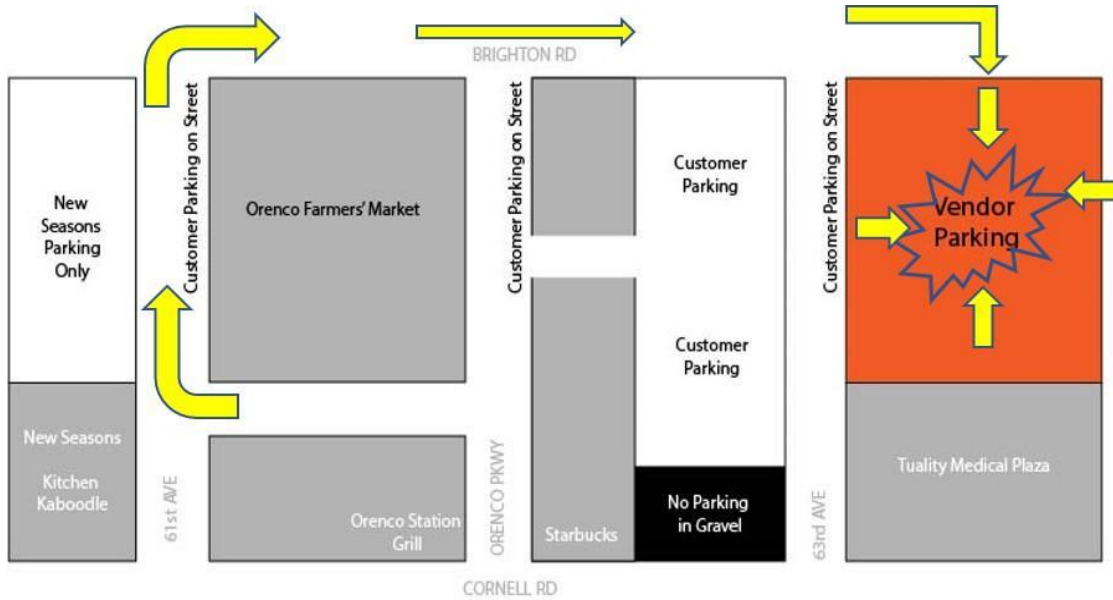 BRIGHTON RD
New
Seasons
Parking
Only
Customer Parking on Street
Orenco Farmers' Market
Customer Parking on Street
Customer
Parking
Customer Parking on Street
Vendor
Parking
Customer
Parking
New Seasons
Kitchen
Kaboodle
61st AVE
Orenco Station
Grill
ORENCO PKWY
Starbucks
No Parking
in Gravel
63rd AVE
Tuality Medical Plaza
CORNELL RD